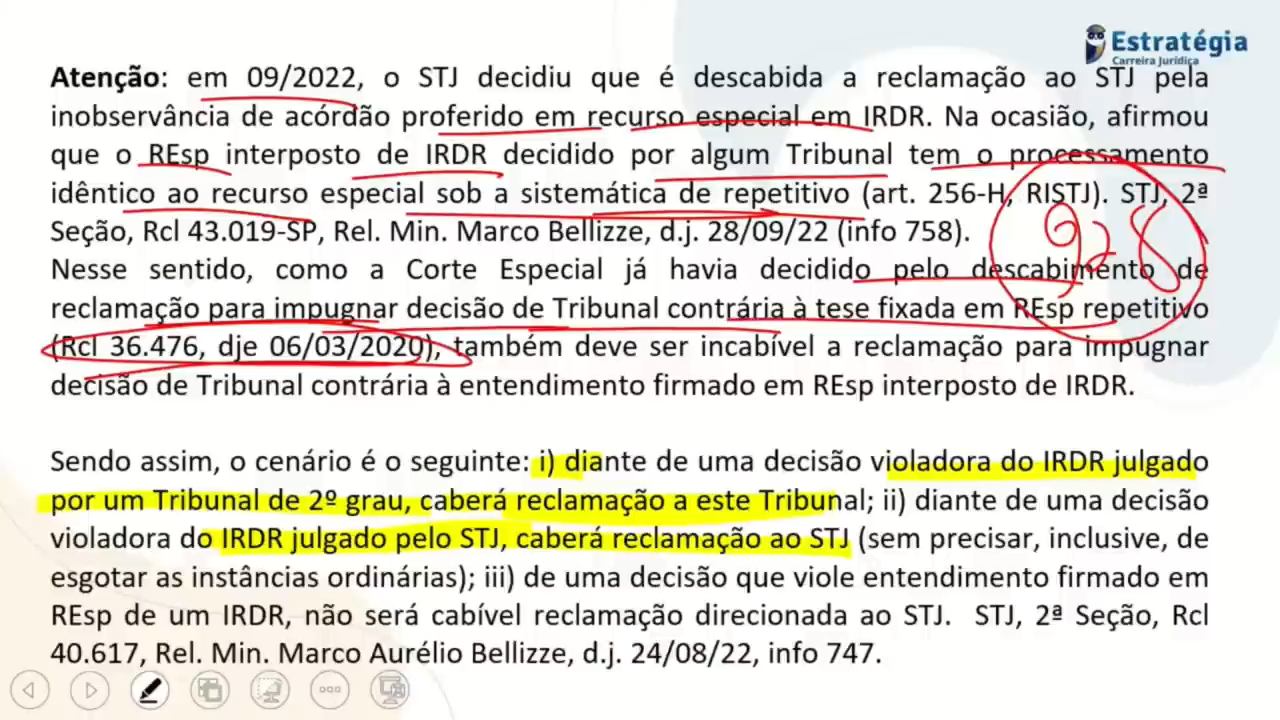 Estratégia
Carreira Jurídica
Atenção: em 09/2022, o STJ decidiu que é descabida a reclamação ao STJ pela
inobservância de acórdão proferido em recurso especial em IRDR. Na ocasião, afirmou
que o REsp interposto de IRDR decidido por algum Tribunal tem o processamento
idêntico ao recurso especial sob a sistemática de repetitivo (art. 256-H, RISTJ). STJ, 2ª
Seção, Rcl 43.019-SP, Rel. Min. Marco Bellizze, d.j. 28/09/22 (info 758).
928
Nesse sentido, como a Corte Especial já havia decidido pelo descabimento de
reclamação para impugnar decisão de Tribunal contrária à tese fixada em REsp repetitivo
(Rcl 36.476, dje 06/03/2020), também deve ser incabível a reclamação para impugnar
decisão de Tribunal contrária à entendimento firmado em REsp interposto de IRDR.
Sendo assim, o cenário é o seguinte: i) diante de uma decisão violadora do IRDR julgado
por um Tribunal de 2º grau, caberá reclamação a este Tribunal; ii) diante de uma decisão
violadora do IRDR julgado pelo STJ, caberá reclamação ao STJ (sem precisar, inclusive, de
esgotar as instâncias ordinárias); iii) de uma decisão que viole entendimento firmado em
REsp de um IRDR, não será cabível reclamação direcionada ao STJ. STJ, 2ª Seção, Rcl
40.617, Rel. Min. Marco Aurélio Bellizze, d.j. 24/08/22, info 747.